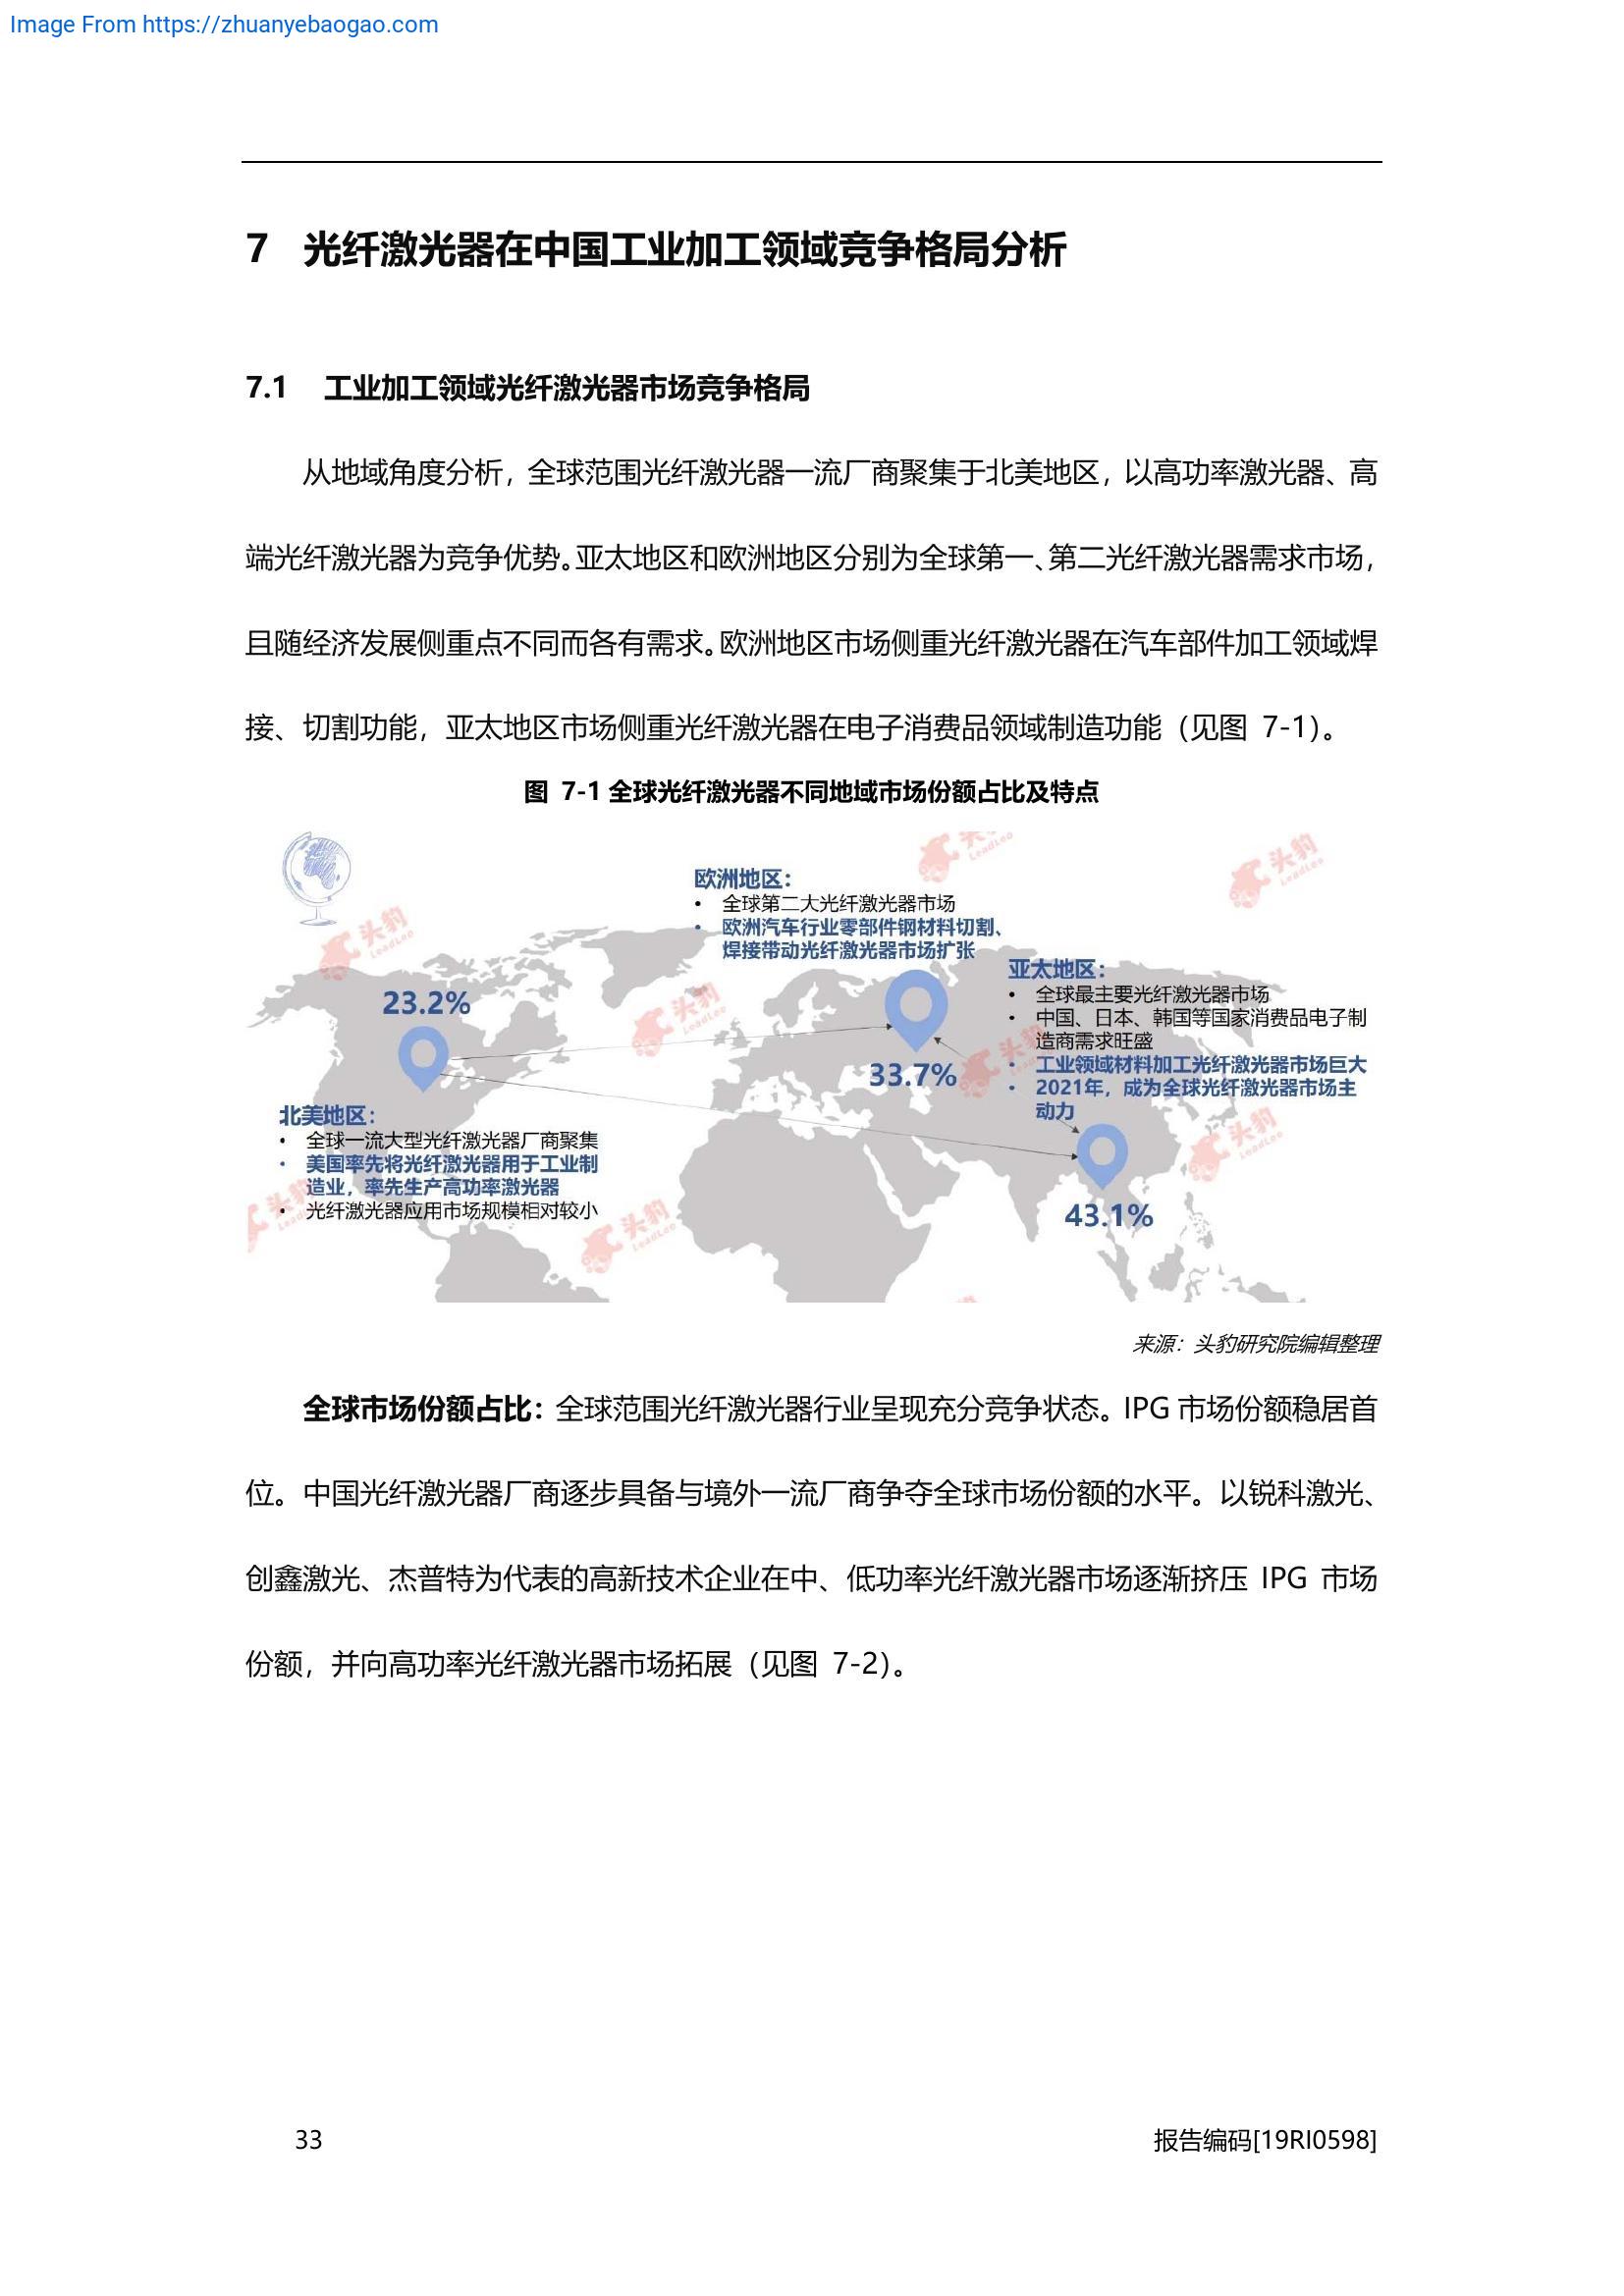 Image From https://zhuanyebaogao.com
7 光纤激光器在中国工业加工领域竞争格局分析
7.1 工业加工领域光纤激光器市场竞争格局
从地域角度分析，全球范围光纤激光器一流厂商聚集于北美地区，以高功率激光器、高
端光纤激光器为竞争优势。亚太地区和欧洲地区分别为全球第一、第二光纤激光器需求市场，
且随经济发展侧重点不同而各有需求。欧洲地区市场侧重光纤激光器在汽车部件加工领域焊
接、切割功能，亚太地区市场侧重光纤激光器在电子消费品领域制造功能（见图 7-1）。
图 7-1 全球光纤激光器不同地域市场份额占比及特点
欧洲地区：
• 全球第二大光纤激光器市场
• 欧洲汽车行业零部件钢材料切割、
焊接带动光纤激光器市场扩张
亚太地区：
• 全球最主要光纤激光器市场
• 中国、日本、韩国等国家消费品电子制
造商需求旺盛
• 工业领域材料加工光纤激光器市场巨大
• 2021年，成为全球光纤激光器市场主
动力
23.2%
33.7%
43.1%
北美地区：
• 全球一流大型光纤激光器厂商聚集
• 美国率先将光纤激光器用于工业制
造业，率先生产高功率激光器
• 光纤激光器应用市场规模相对较小
头豹
LeadLeo
头豹
LeadLeo
头豹
LeadLeo
头豹
LeadLeo
头豹
LeadLeo
头豹
LeadLeo
头豹
LeadLeo
来源：头豹研究院编辑整理
全球市场份额占比：全球范围光纤激光器行业呈现充分竞争状态。IPG 市场份额稳居首
位。中国光纤激光器厂商逐步具备与境外一流厂商争夺全球市场份额的水平。以锐科激光、
创鑫激光、杰普特为代表的高新技术企业在中、低功率光纤激光器市场逐渐挤压 IPG 市场
份额，并向高功率光纤激光器市场拓展（见图 7-2）。
33
报告编码[19RI0598]